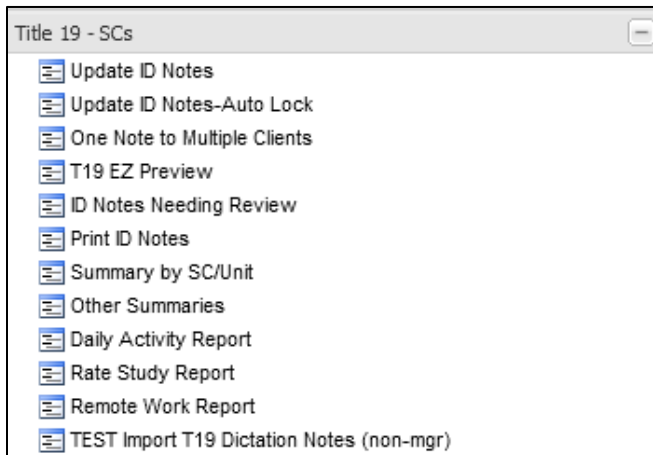 Title 19 - SCs
Update ID Notes
Update ID Notes-Auto Lock
One Note to Multiple Clients
T19 EZ Preview
ID Notes Needing Review
Print ID Notes
Summary by SC/Unit
Other Summaries
Daily Activity Report
Rate Study Report
Remote Work Report
TEST Import T19 Dictation Notes (non-mgr)